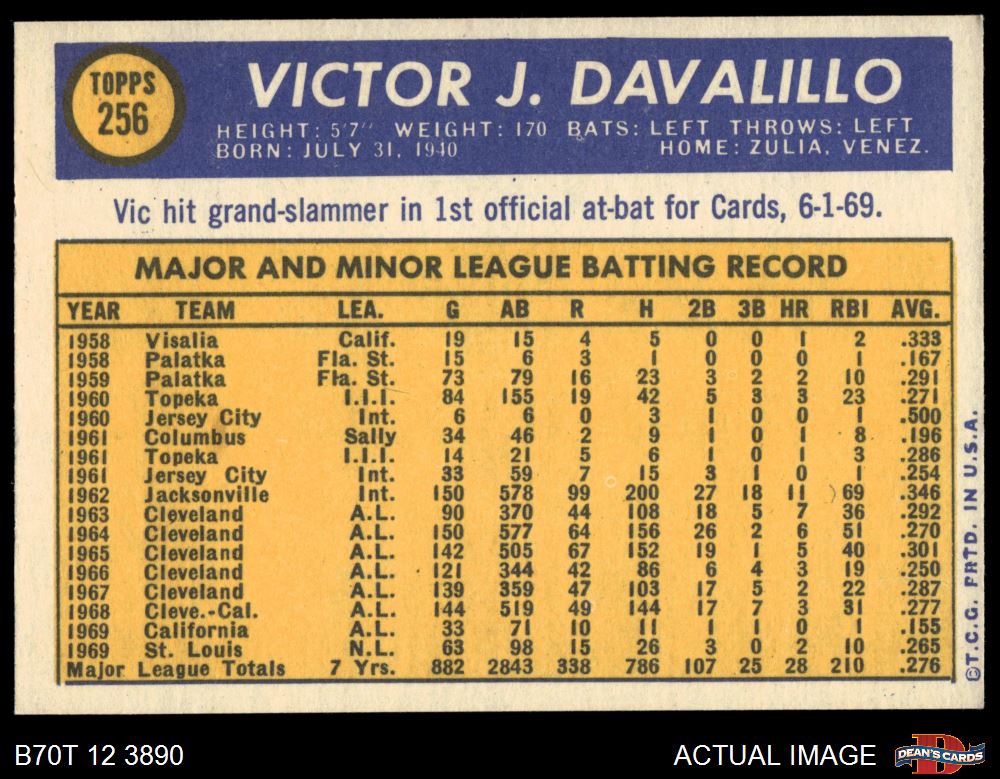 TOPPS
256
VICTOR J. DAVALILLO
HEIGHT: 5'7" WEIGHT: 170 BATS: LEFT THROWS: LEFT
BORN: JULY 31, 1940 HOME: ZULIA, VENEZ.
Vic hit grand-slammer in 1st official at-bat for Cards, 6-1-69.
MAJOR AND MINOR LEAGUE BATTING RECORD
YEAR TEAM LEA. G AB R H 2B 3B HR RBI AVG.
1958 Visalia Calif. 19 15 4 5 0 0 1 2 .333
1958 Palatka Fla. St. 15 6 3 1 0 0 0 1 .167
1959 Palatka Fla. St. 73 79 16 23 3 2 2 10 .291
1960 Topeka I.I.I. 84 155 19 42 5 3 3 23 .271
1960 Jersey City Int. 6 6 0 3 1 0 0 1 .500
1961 Columbus Sally 34 46 2 9 1 0 1 8 .196
1961 Topeka I.I.I. 14 21 5 6 1 0 1 3 .286
1961 Jersey City Int. 33 59 7 15 3 1 0 1 .254
1962 Jacksonville Int. 150 578 99 200 27 18 11 69 .346
1963 Cleveland A.L. 90 370 44 108 18 5 7 36 .292
1964 Cleveland A.L. 150 577 64 156 26 2 6 51 .270
1965 Cleveland A.L. 142 505 67 152 19 1 5 40 .301
1966 Cleveland A.L. 121 344 42 86 6 4 3 19 .250
1967 Cleveland A.L. 139 359 47 103 17 5 2 22 .287
1968 Cleve.-Cal. A.L. 144 519 49 144 17 7 3 31 .277
1969 California A.L. 33 71 10 11 1 1 0 1 .155
1969 St. Louis N.L. 63 98 15 26 3 0 2 10 .265
Major League Totals 7 Yrs. 882 2843 338 786 107 25 28 210 .276
©T.C.G. PRTD. IN U.S.A.
B70T 12 3890 ACTUAL IMAGE DEAN'S CARDS